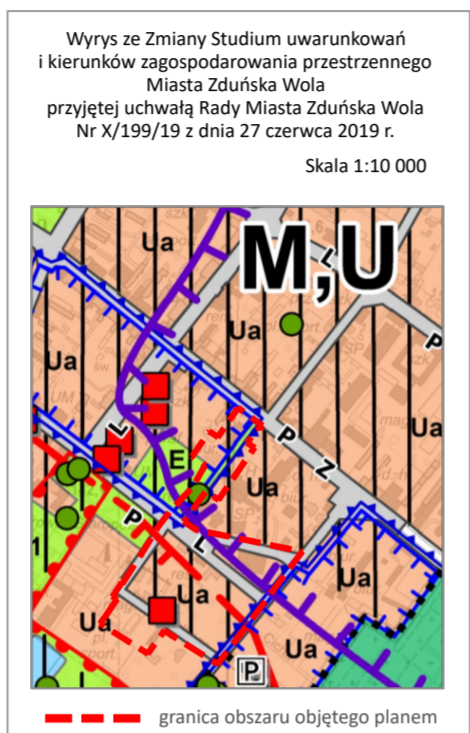 Wyrys ze Zmiany Studium uwarunkowań
i kierunków zagospodarowania przestrzennego
Miasta Zduńska Wola
przyjętej uchwałą Rady Miasta Zduńska Wola
Nr X/199/19 z dnia 27 czerwca 2019 r.
Skala 1:10 000
Ua
M,U
Ł
Ua
P
Ua
Ua
Ł
E
P
Z
Ua
P
Ł
1
Ua
Ua
Ua
Ua
P
granica obszaru objętego planem